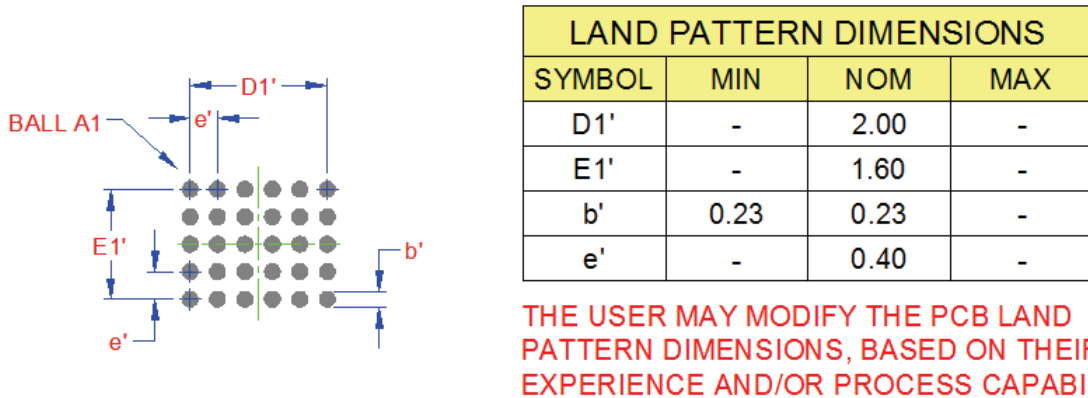 D1'
e'
BALL A1
E1'
b'
e'
LAND PATTERN DIMENSIONS
SYMBOL MIN NOM MAX
D1' - 2.00 -
E1' - 1.60 -
b' 0.23 0.23 -
e' - 0.40 -
THE USER MAY MODIFY THE PCB LAND
PATTERN DIMENSIONS, BASED ON
EXPERIENCE AND/OR PROCESS